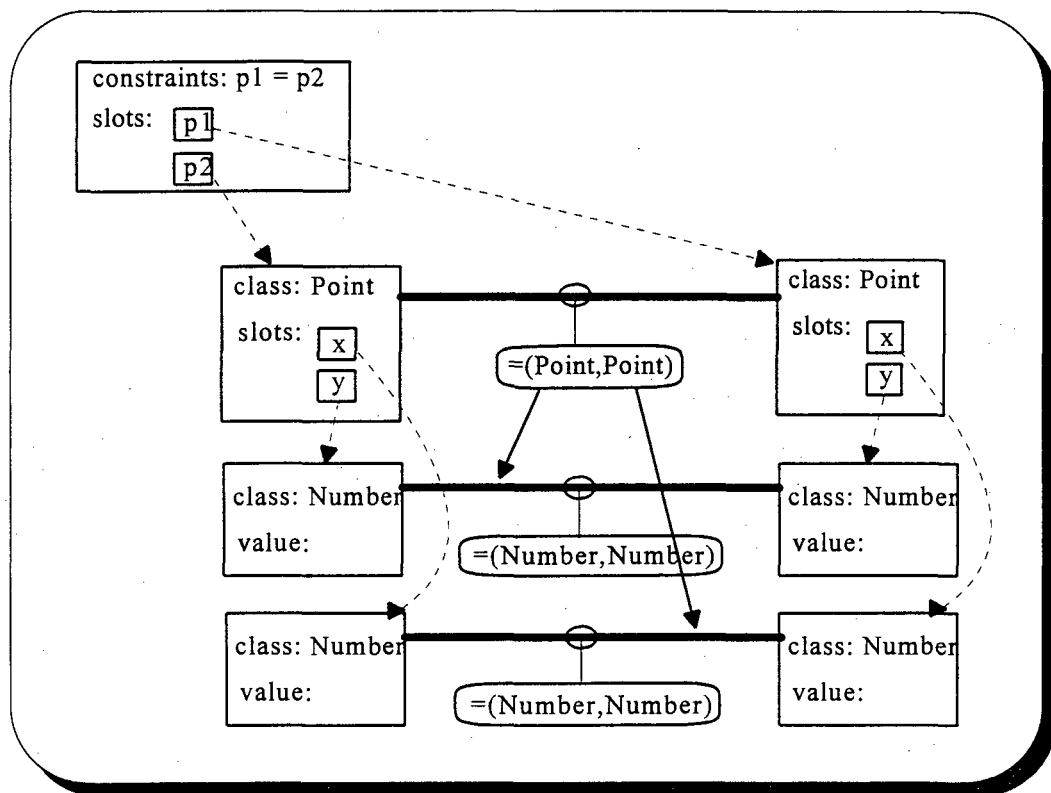 constraints: p1 = p2
slots: p1
p2
class: Point
slots: x
y
=(Point,Point)
class: Point
slots: x
y
class: Number
value:
=(Number,Number)
class: Number
value:
class: Number
value:
=(Number,Number)
class: Number
value: